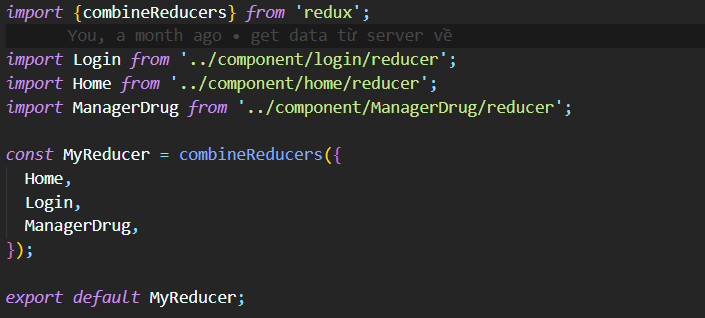 import {combineReducers} from 'redux';
You, a month ago • get data từ server về
import Login from '../component/login/reducer';
import Home from '../component/home/reducer';
import ManagerDrug from '../component/ManagerDrug/reducer';
const MyReducer = combineReducers({
Home,
Login,
ManagerDrug,
});
export default MyReducer;